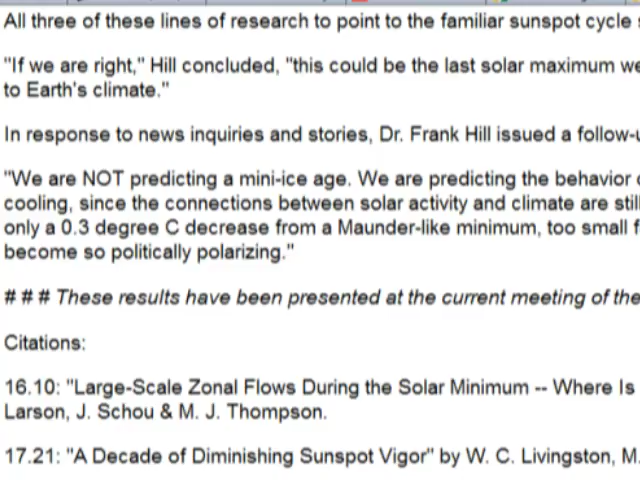 All three of these lines of research to point to the familiar sunspot cycle
"If we are right," Hill concluded, "this could be the last solar maximum we
to Earth's climate."
In response to news inquiries and stories, Dr. Frank Hill issued a follow-
"We are NOT predicting a mini-ice age. We are predicting the behavior
cooling, since the connections between solar activity and climate are still
only a 0.3 degree C decrease from a Maunder-like minimum, too small
become so politically polarizing."
# # # These results have been presented at the current meeting of the
Citations:
16.10: "Large-Scale Zonal Flows During the Solar Minimum -- Where Is
Larson, J. Schou & M. J. Thompson.
17.21: "A Decade of Diminishing Sunspot Vigor" by W. C. Livingston, M.